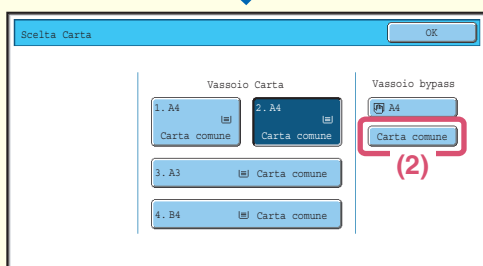 Scelta Carta
OK
Vassoio Carta
Vassoio bypass
1. A4
Carta comune
2. A4
Carta comune
A4
Carta comune
(2)
3. A3 Carta comune
4. B4 Carta comune